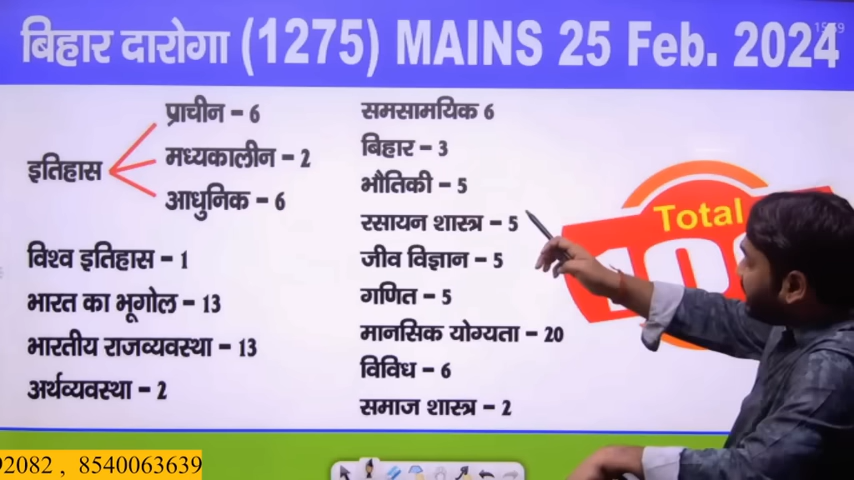 बिहार दारोगा (1275) MAINS 25 Feb. 2024
इतिहास
प्राचीन - 6
मध्यकालीन - 2
आधुनिक - 6
विश्व इतिहास - 1
भारत का भूगोल - 13
भारतीय राजव्यवस्था - 13
अर्थव्यवस्था - 2
समसामयिक 6
बिहार - 3
भौतिकी - 5
रसायन शास्त्र - 5
जीव विज्ञान - 5
गणित - 5
मानसिक योग्यता - 20
विविध - 6
समाज शास्त्र - 2
Total
92082 , 8540063639